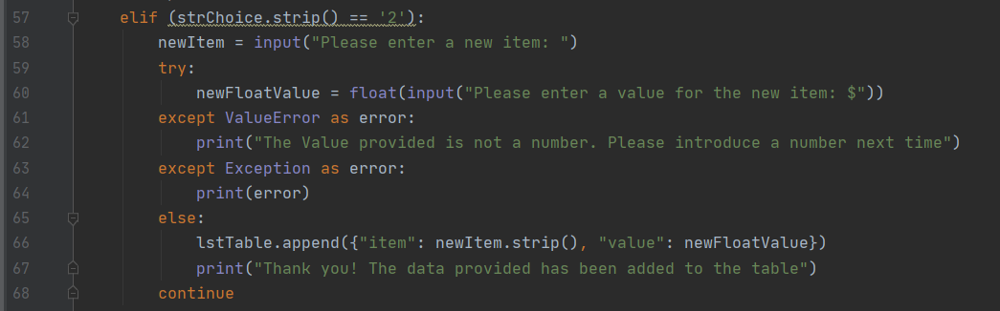 57 elif (strChoice.strip() == '2'):
58 newItem = input("Please enter a new item: ")
59 try:
60 newFloatValue = float(input("Please enter a value for the new item: $"))
61 except ValueError as error:
62 print("The Value provided is not a number. Please introduce a number next time")
63 except Exception as error:
64 print(error)
65 else:
66 lstTable.append({"item": newItem.strip(), "value": newFloatValue})
67 print("Thank you! The data provided has been added to the table")
68 continue